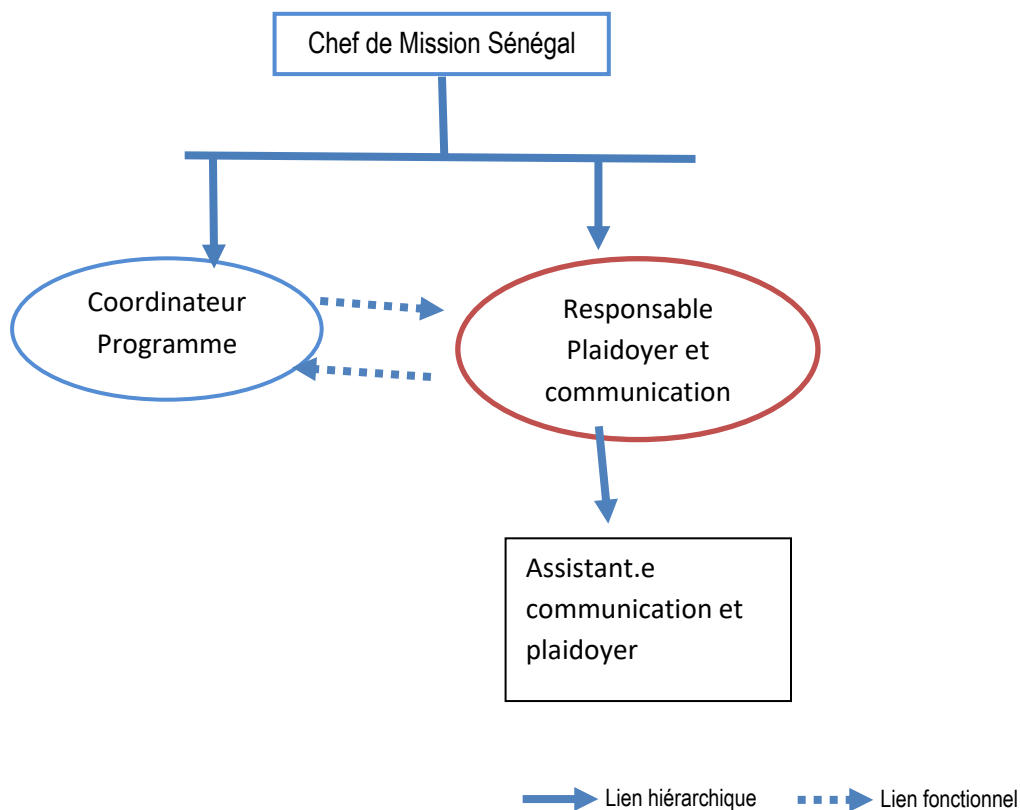 Chef de Mission Sénégal
Coordinateur
Programme
Responsable
Plaidoyer et
communication
Assistant.e
communication et
plaidoyer
Lien hiérarchique
Lien fonctionnel